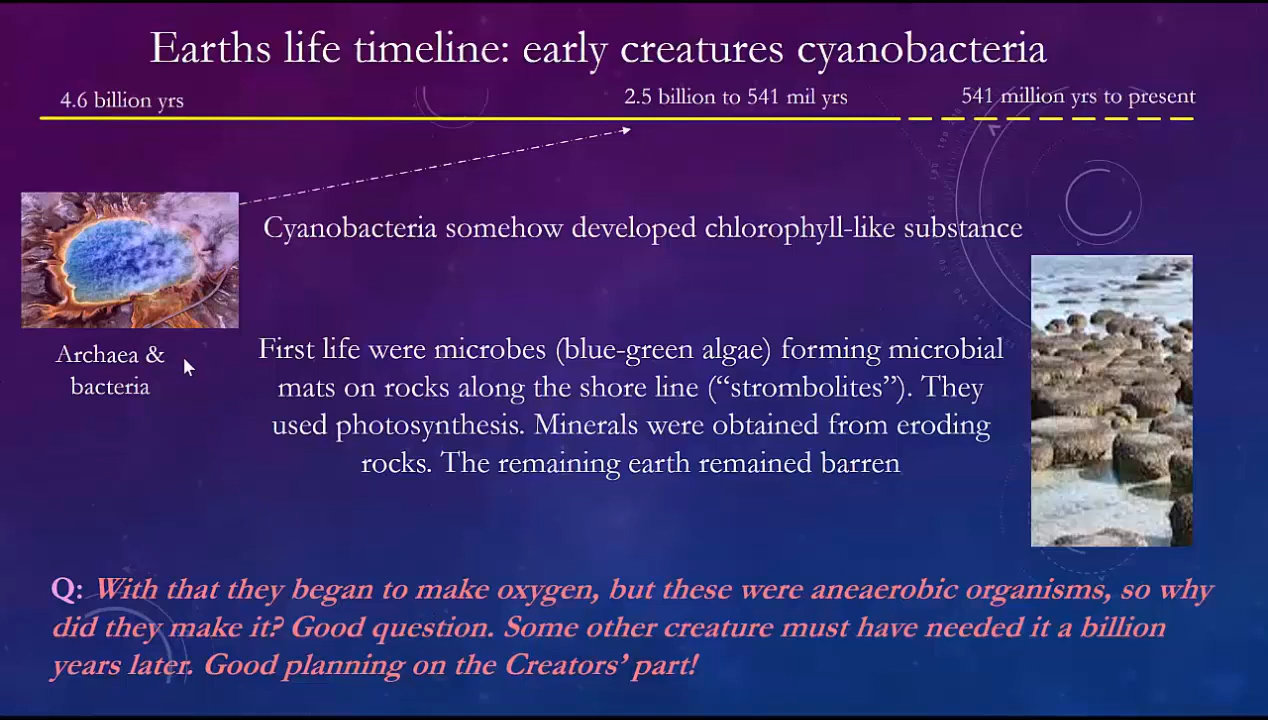 Earths life timeline: early creatures cyanobacteria
4.6 billion yrs
2.5 billion to 541 mil yrs
541 million yrs to present
Cyanobacteria somehow developed chlorophyll-like substance
Archaea &
bacteria
First life were microbes (blue-green algae) forming microbial
mats on rocks along the shore line (“strombolites”). They
used photosynthesis. Minerals were obtained from eroding
rocks. The remaining earth remained barren
Q: With that they began to make oxygen, but these were aneaerobic organisms, so why
did they make it? Good question. Some other creature must have needed it a billion
years later. Good planning on the Creators’ part!